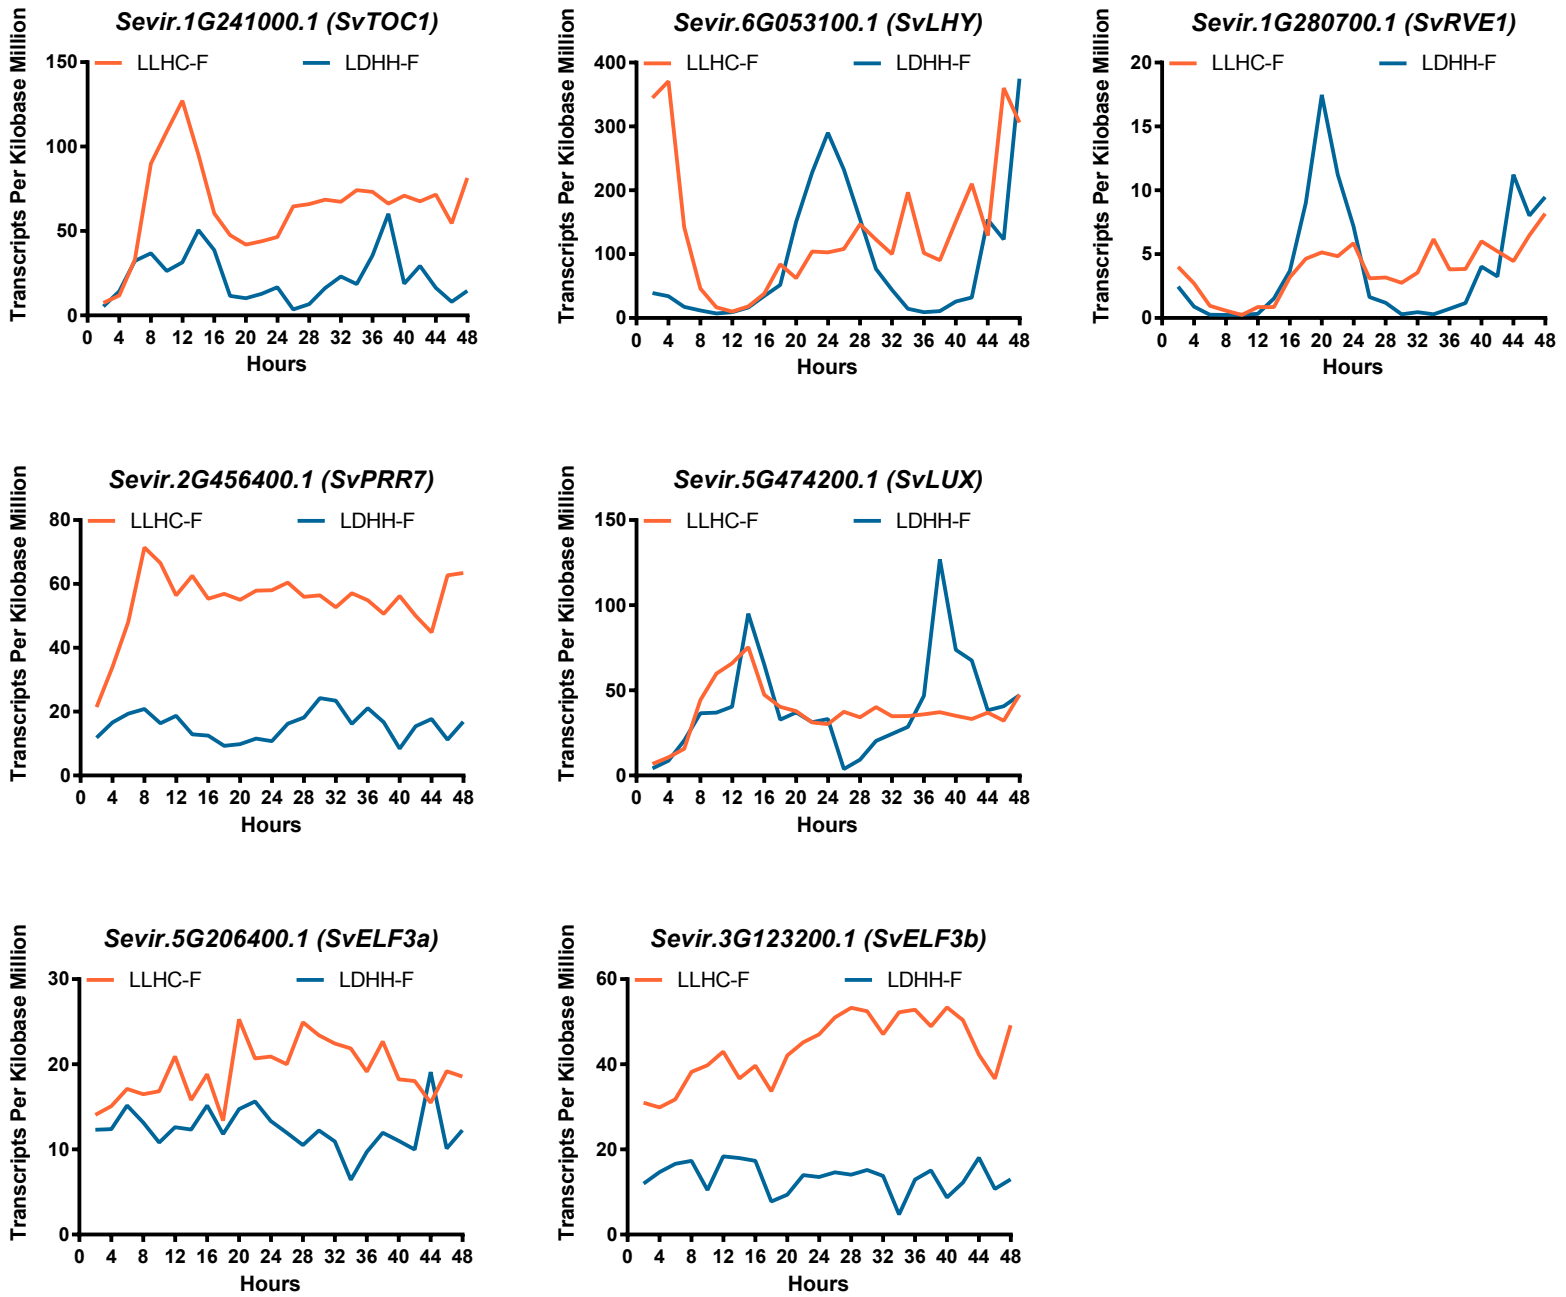 Sevir.1G241000.1 (SvTOC1)
Transcripts Per Kilobase Million
LLHC-F LDHH-F
150
100
50
0
0 4 8 12 16 20 24 28 32 36 40 44 48
Hours
Sevir.6G053100.1 (SvLHY)
Transcripts Per Kilobase Million
LLHC-F LDHH-F
400
300
200
100
0
0 4 8 12 16 20 24 28 32 36 40 44 48
Hours
Sevir.1G280700.1 (SvRVE1)
Transcripts Per Kilobase Million
LLHC-F LDHH-F
20
15
10
5
0
0 4 8 12 16 20 24 28 32 36 40 44 48
Hours
Sevir.2G456400.1 (SvPRR7)
Transcripts Per Kilobase Million
LLHC-F LDHH-F
80
60
40
20
0
0 4 8 12 16 20 24 28 32 36 40 44 48
Hours
Sevir.5G474200.1 (SvLUX)
Transcripts Per Kilobase Million
LLHC-F LDHH-F
150
100
50
0
0 4 8 12 16 20 24 28 32 36 40 44 48
Hours
Sevir.5G206400.1 (SvELF3a)
Transcripts Per Kilobase Million
LLHC-F LDHH-F
30
20
10
0
0 4 8 12 16 20 24 28 32 36 40 44 48
Hours
Sevir.3G123200.1 (SvELF3b)
Transcripts Per Kilobase Million
LLHC-F LDHH-F
60
40
20
0
0 4 8 12 16 20 24 28 32 36 40 44 48
Hours